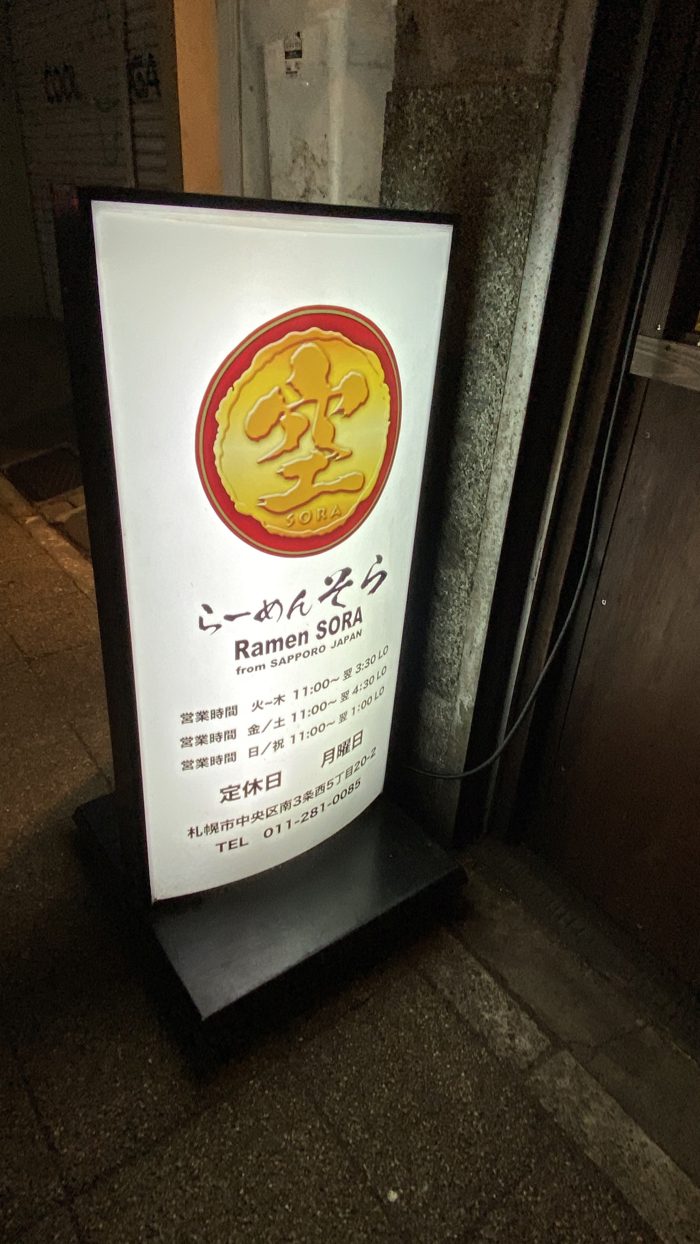 COOL
空
SORA
らーめん そら
Ramen SORA
from SAPPORO JAPAN
営業時間 火-木 11:00~翌 3:30 LO
営業時間 金/土 11:00~翌 4:30 LO
営業時間 日/祝 11:00~翌 1:00 LO
定休日 月曜日
札幌市中央区南3条西5丁目20-2
TEL 011-281-0085